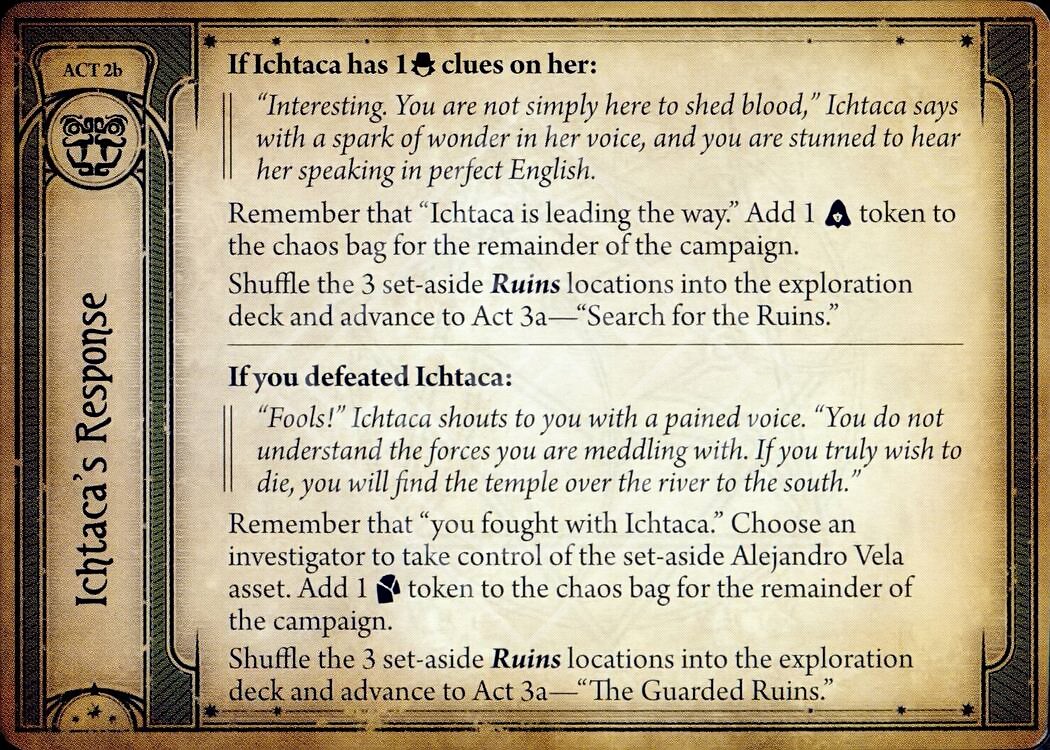 ACT 2b
Ichtaca's Response
If Ichtaca has 1 clues on her:
“Interesting. You are not simply here to shed blood,” Ichtaca says
with a spark of wonder in her voice, and you are stunned to hear
her speaking in perfect English.
Remember that “Ichtaca is leading the way.” Add 1 token to
the chaos bag for the remainder of the campaign.
Shuffle the 3 set-aside Ruins locations into the exploration
deck and advance to Act 3a—“Search for the Ruins.”
If you defeated Ichtaca:
“Fools!” Ichtaca shouts to you with a pained voice. “You do not
understand the forces you are meddling with. If you truly wish to
die, you will find the temple over the river to the south.”
Remember that “you fought with Ichtaca.” Choose an
investigator to take control of the set-aside Alejandro Vela
asset. Add 1 token to the chaos bag for the remainder of
the campaign.
Shuffle the 3 set-aside Ruins locations into the exploration
deck and advance to Act 3a—“The Guarded Ruins.”